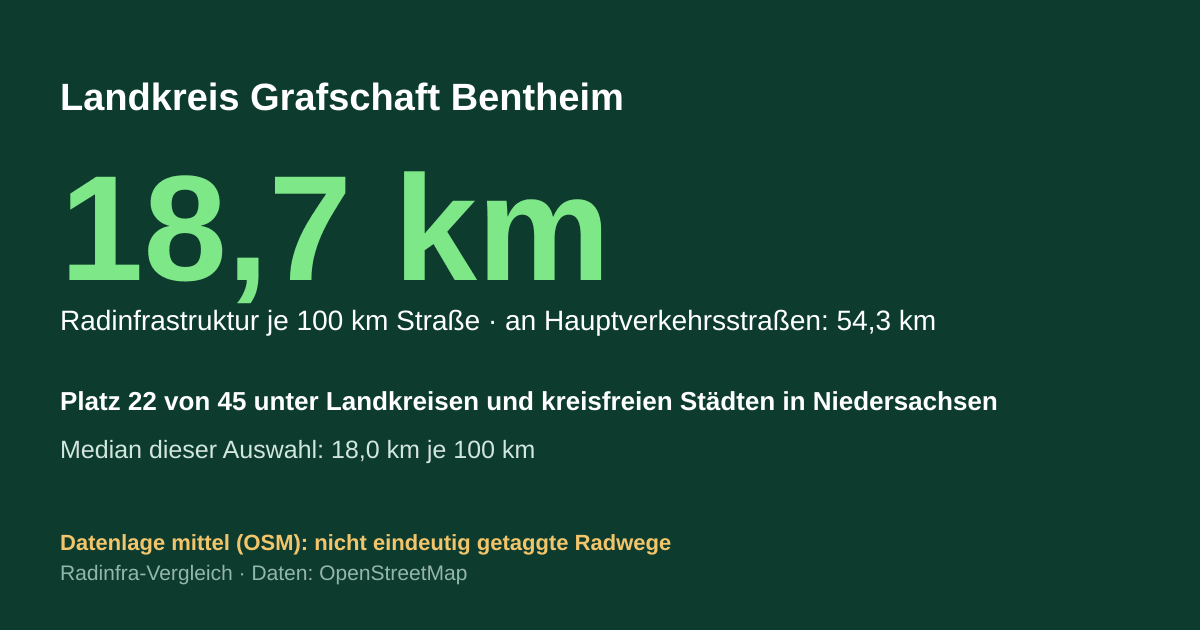 Landkreis Grafschaft Bentheim
18,7 km
Radinfrastruktur je 100 km Straße · an Hauptverkehrsstraßen: 54,3 km
Platz 22 von 45 unter Landkreisen und kreisfreien Städten in Niedersachsen
Median dieser Auswahl: 18,0 km je 100 km
Datenlage mittel (OSM): nicht eindeutig getaggte Radwege
Radinfra-Vergleich · Daten: OpenStreetMap